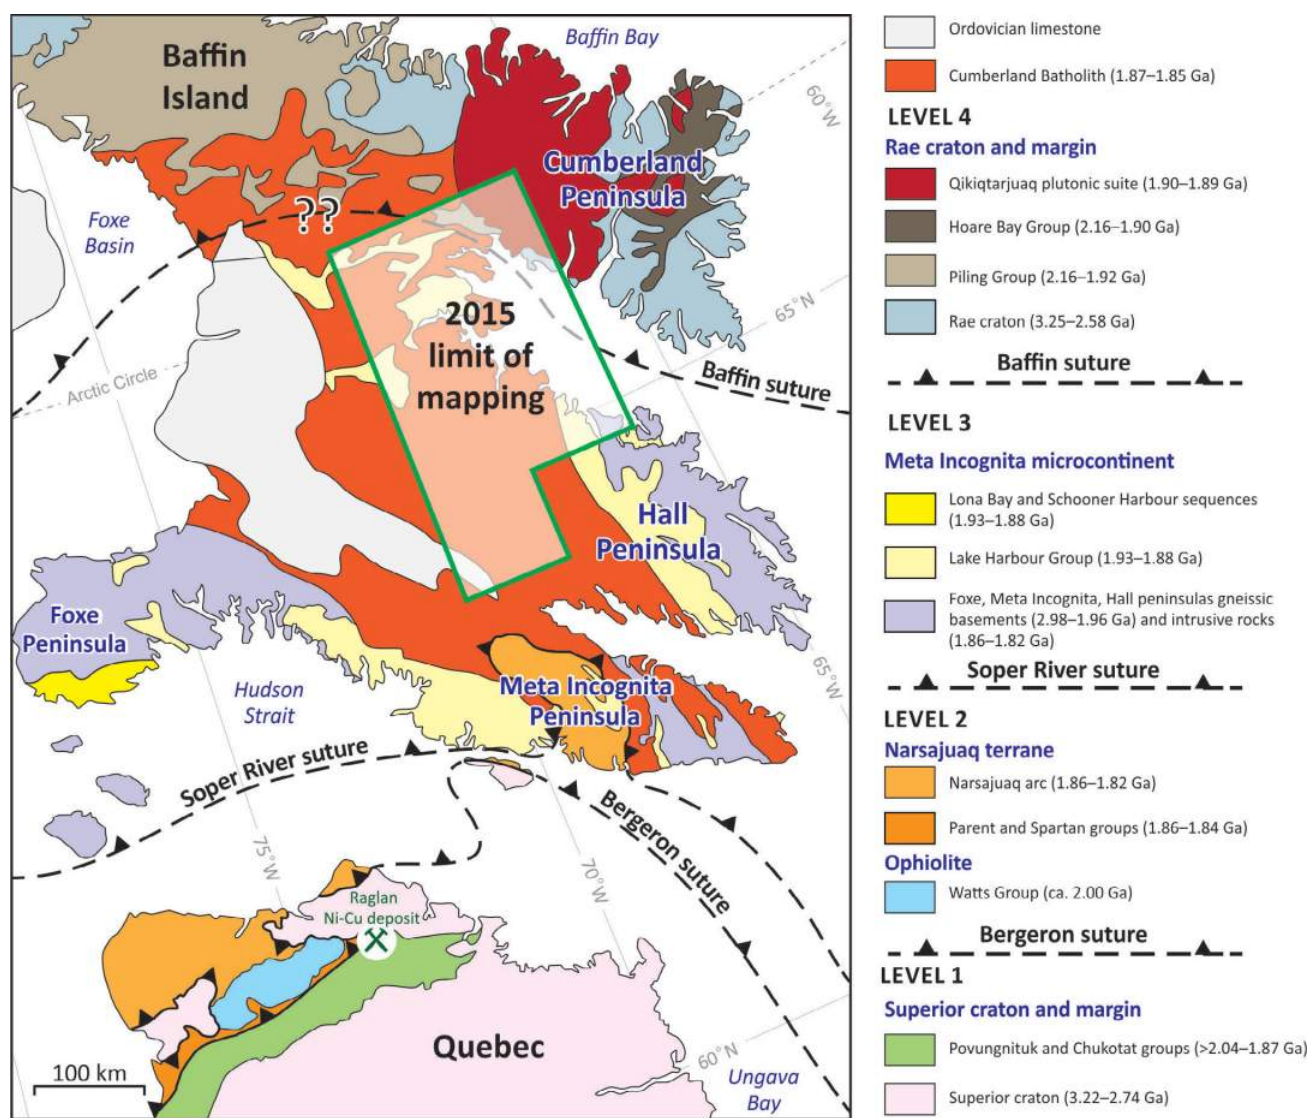 Baffin
Island
Baffin Bay
60°W
Cumberland
Peninsula
Foxe
Basin
??
65°N
2015
limit of
mapping
Baffin suture
Arctic Circle
Hall
Peninsula
Foxe
Peninsula
65°W
Hudson
Strait
Meta Incognita
Peninsula
Soper River suture
Bergeron suture
75°W
70°W
Raglan
Ni-Cu deposit
Quebec
60°N
100 km
Ungava
Bay
Ordovician limestone
Cumberland Batholith (1.87–1.85 Ga)
LEVEL 4
Rae craton and margin
Qikiqtarjuaq plutonic suite (1.90–1.89 Ga)
Hoare Bay Group (2.16–1.90 Ga)
Piling Group (2.16–1.92 Ga)
Rae craton (3.25–2.58 Ga)
Baffin suture
LEVEL 3
Meta Incognita microcontinent
Lona Bay and Schooner Harbour sequences
(1.93–1.88 Ga)
Lake Harbour Group (1.93–1.88 Ga)
Foxe, Meta Incognita, Hall peninsulas gneissic
basements (2.98–1.96 Ga) and intrusive rocks
(1.86–1.82 Ga)
Soper River suture
LEVEL 2
Narsajuaq terrane
Narsajuaq arc (1.86–1.82 Ga)
Parent and Spartan groups (1.86–1.84 Ga)
Ophiolite
Watts Group (ca. 2.00 Ga)
Bergeron suture
LEVEL 1
Superior craton and margin
Povungnituk and Chukotat groups (>2.04–1.87 Ga)
Superior craton (3.22–2.74 Ga)